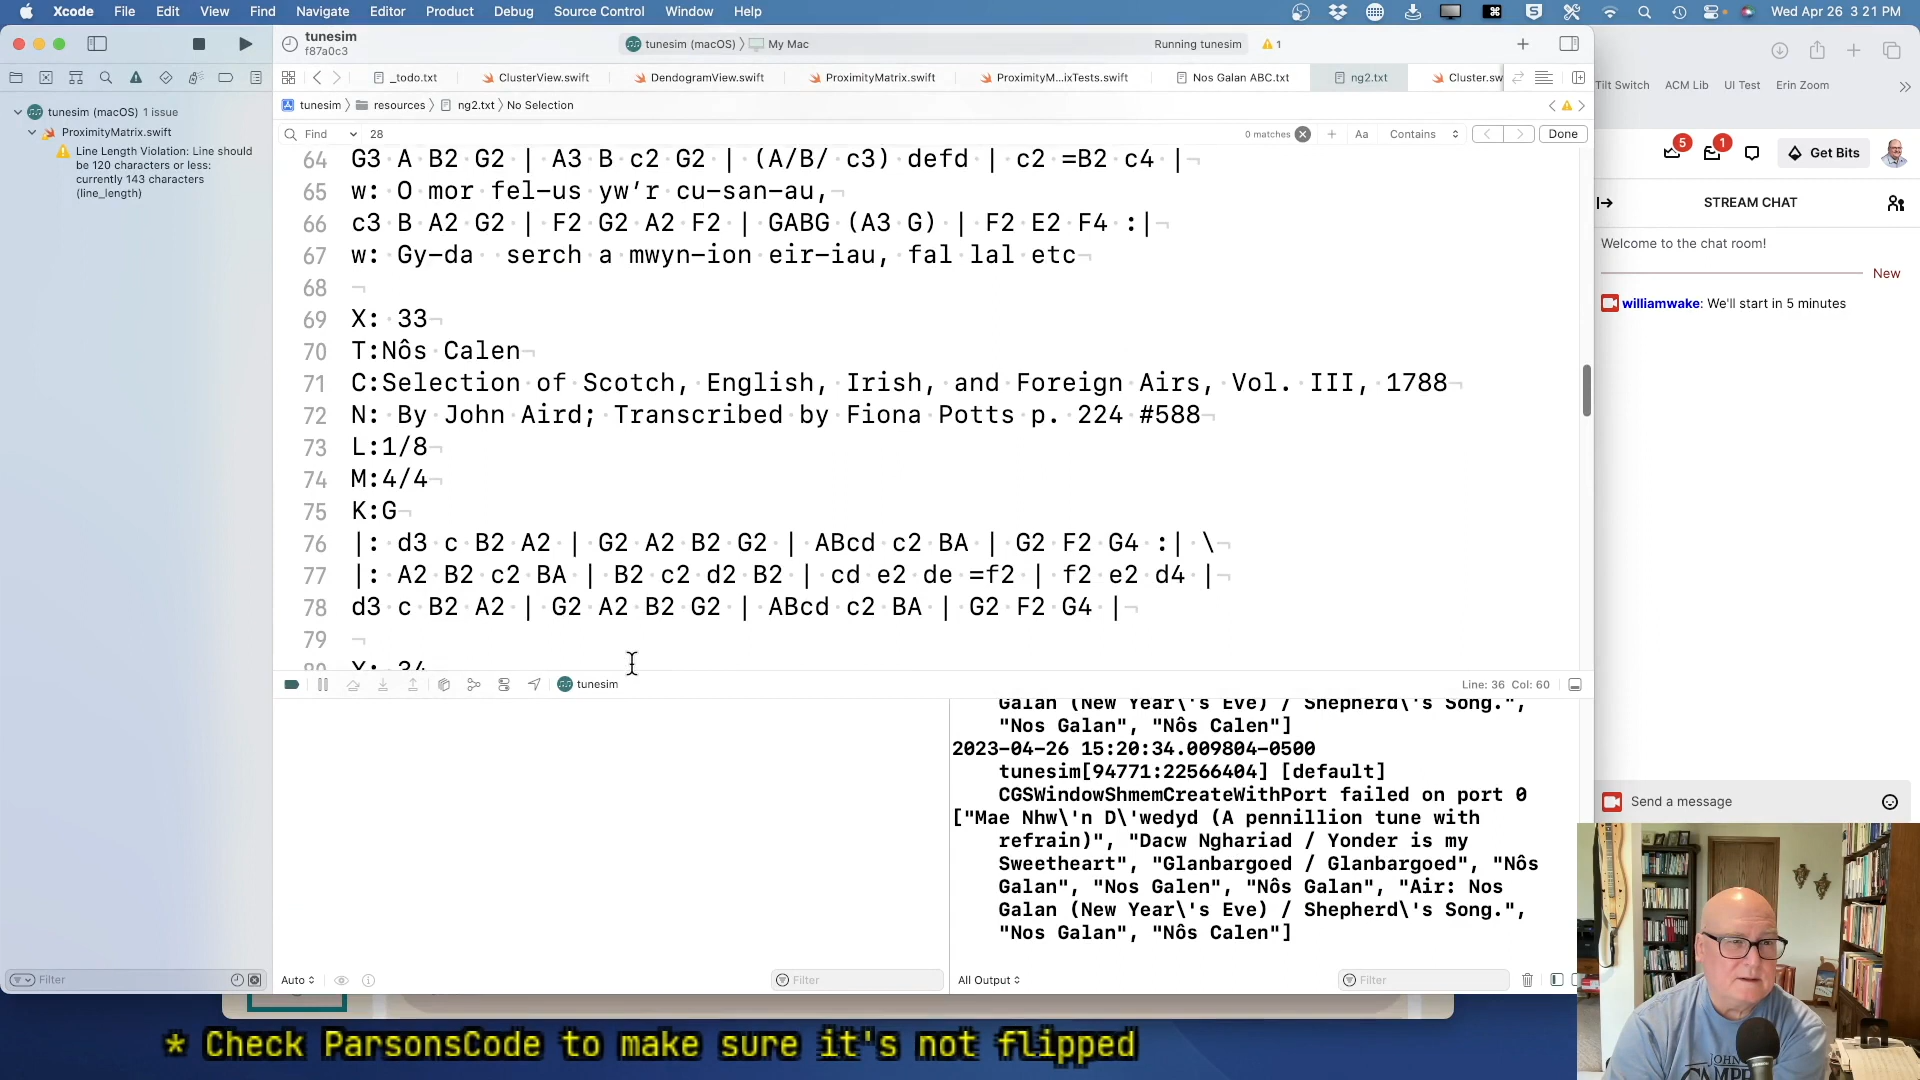 Xcode File Edit View Find Navigate Editor Product Debug Source Control Window Help Wed Apr 26 3 21 PM
tunesim
f87a0c3
tunesim (macOS) 〉 My Mac Running tunesim 1
_todo.txt ClusterView.swift DendogramView.swift ProximityMatrix.swift ProximityM...ixTests.swift Nos Galan ABC.txt ng2.txt Cluster.sw
tunesim 〉 resources 〉 ng2.txt 〉 No Selection
Find 28 0 matches Aa Contains Done
tunesim (macOS) 1 issue
ProximityMatrix.swift
Line Length Violation: Line should
be 120 characters or less:
currently 143 characters
(line_length)
64 G3 A B2 G2 | A3 B c2 G2 | (A/B/ c3) defd | c2 =B2 c4 |¬
65 w: O mor fel-us yw’r cu-san-au,¬
66 c3 B A2 G2 | F2 G2 A2 F2 | GABG (A3 G) | F2 E2 F4 :|¬
67 w: Gy-da  serch a mwyn-ion eir-iau, fal lal etc¬
68 ¬
69 X: 33¬
70 T:Nôs Calen¬
71 C:Selection of Scotch, English, Irish, and Foreign Airs, Vol. III, 1788¬
72 N: By John Aird; Transcribed by Fiona Potts p. 224 #588¬
73 L:1/8¬
74 M:4/4¬
75 K:G¬
76 |: d3 c B2 A2 | G2 A2 B2 G2 | ABcd c2 BA | G2 F2 G4 :| \¬
77 |: A2 B2 c2 BA | B2 c2 d2 B2 | cd e2 de =f2 | f2 e2 d4 |¬
78 d3 c B2 A2 | G2 A2 B2 G2 | ABcd c2 BA | G2 F2 G4 |¬
79 ¬
80 X: 34
tunesim Line: 36 Col: 60
Galan (New Year\'s Eve) / Shepherd\'s Song.",
"Nos Galan", "Nôs Calen"]
2023-04-26 15:20:34.009804-0500
tunesim[94771:22566404] [default]
CGSWindowShmemCreateWithPort failed on port 0
["Mae Nhw\'n D\'wedyd (A pennillion tune with
refrain)", "Dacw Nghariad / Yonder is my
Sweetheart", "Glanbargoed / Glanbargoed", "Nôs
Galan", "Nos Galen", "Nôs Galan", "Air: Nos
Galan (New Year\'s Eve) / Shepherd\'s Song.",
"Nos Galan", "Nôs Calen"]
Filter
Auto Filter
All Output Filter
Tilt Switch ACM Lib UI Test Erin Zoom
5 1 Get Bits
STREAM CHAT
Welcome to the chat room!
New
williamwake: We'll start in 5 minutes
Send a message
* Check ParsonsCode to make sure it's not flipped